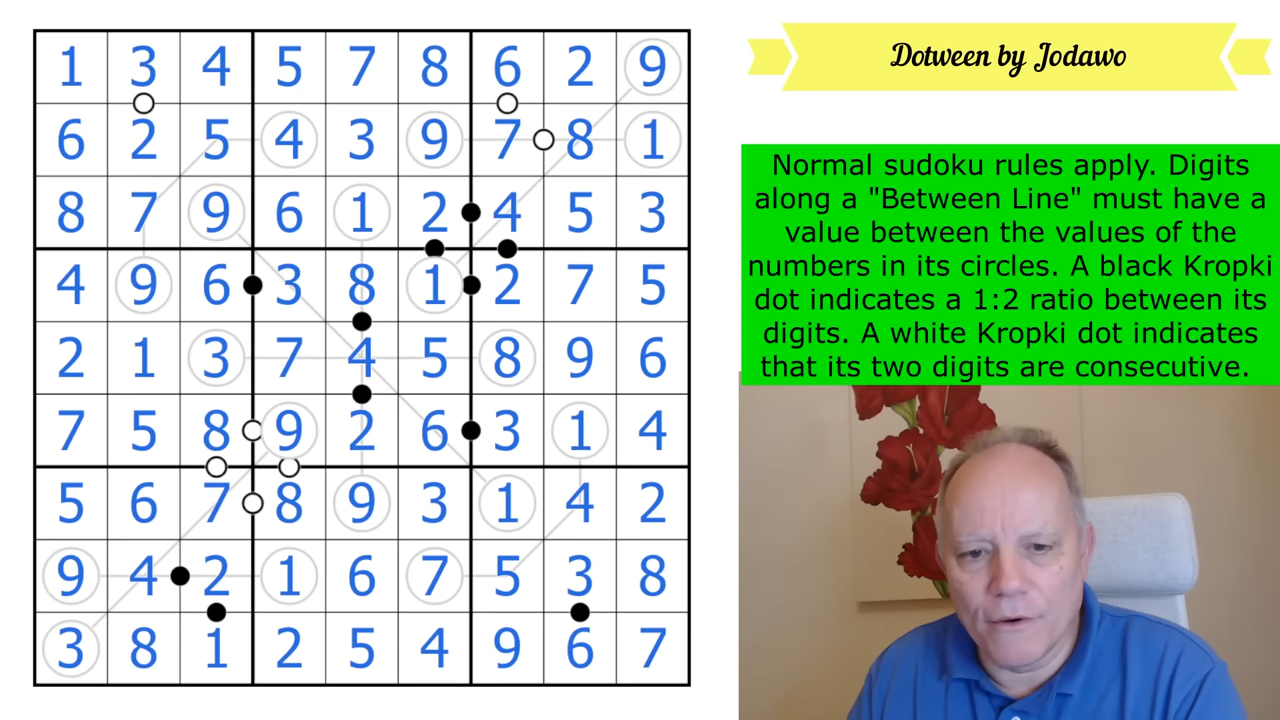 Dotween by Jodawo
1 3 4 5 7 8 6 2 9
6 2 5 4 3 9 7 8 1
8 7 9 6 1 2 4 5 3
4 9 6 3 8 1 2 7 5
2 1 3 7 4 5 8 9 6
7 5 8 9 2 6 3 1 4
5 6 7 8 9 3 1 4 2
9 4 2 1 6 7 5 3 8
3 8 1 2 5 4 9 6 7
Normal sudoku rules apply. Digits
along a "Between Line" must have a
value between the values of the
numbers in its circles. A black Kropki
dot indicates a 1:2 ratio between its
digits. A white Kropki dot indicates
that its two digits are consecutive.